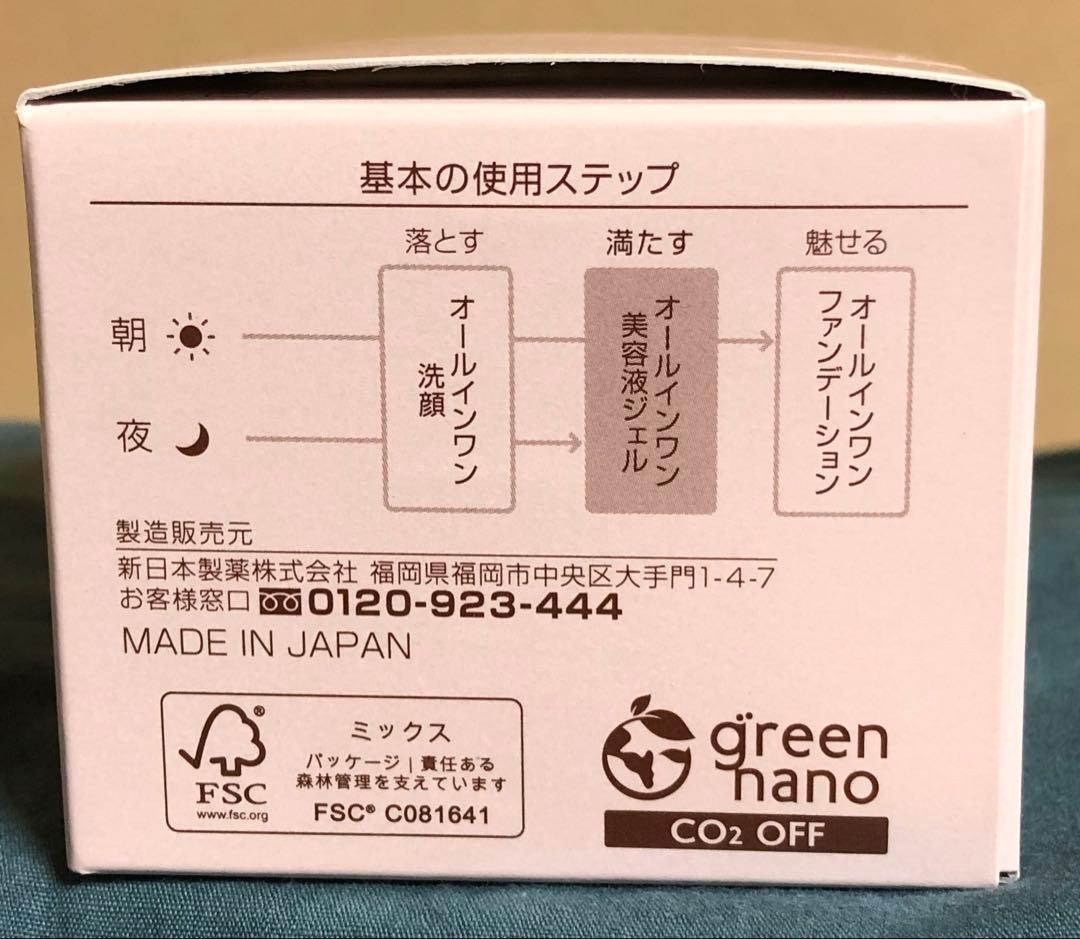 基本の使用ステップ
落とす
満たす
魅せる
朝
夜
オールインワン
洗顔
オールインワン
美容液ジェル
オールインワン
ファンデーション
製造販売元
新日本製薬株式会社 福岡県福岡市中央区大手門1-4-7
お客様窓口 0120-923-444
MADE IN JAPAN
FSC®
www.fsc.org
ミックス
パッケージ | 責任ある
森林管理を支えています
FSC® C081641
green
nano
CO2 OFF